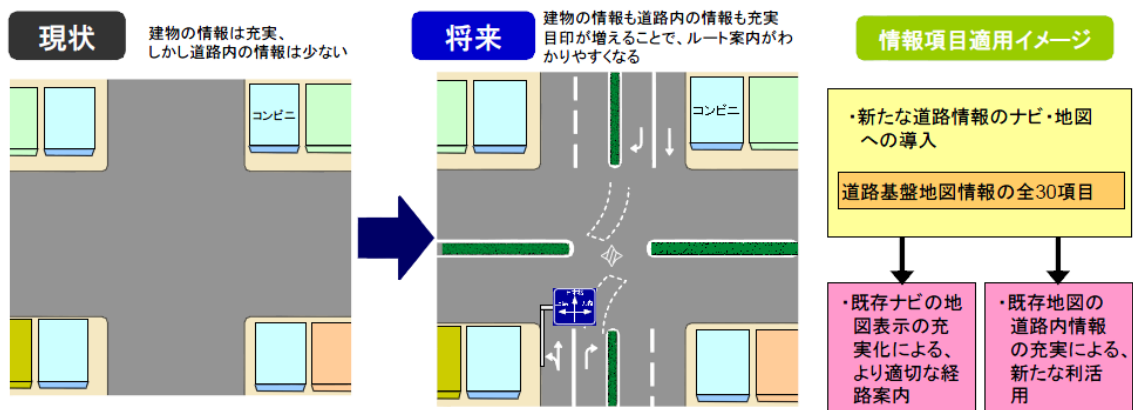 現状
建物の情報は充実、
しかし道路内の情報は少ない
コンビニ
将来
建物の情報も道路内の情報も充実
目印が増えることで、ルート案内がわ
かりやすくなる
コンビニ
情報項目適用イメージ
・新たな道路情報のナビ・地図
への導入
道路基盤地図情報の全30項目
・既存ナビの地
図表示の充
実化による、
より適切な経
路案内
・既存地図の
道路内情報
の充実による、
新たな利活
用